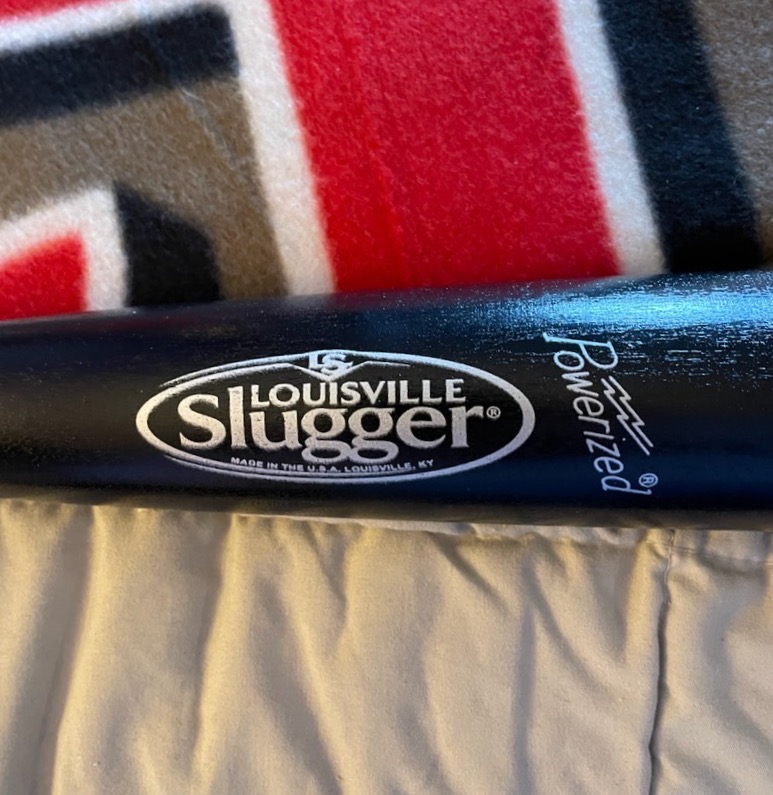 LS
LOUISVILLE
Slugger®
MADE IN THE U.S.A. LOUISVILLE, KY
Powerized®